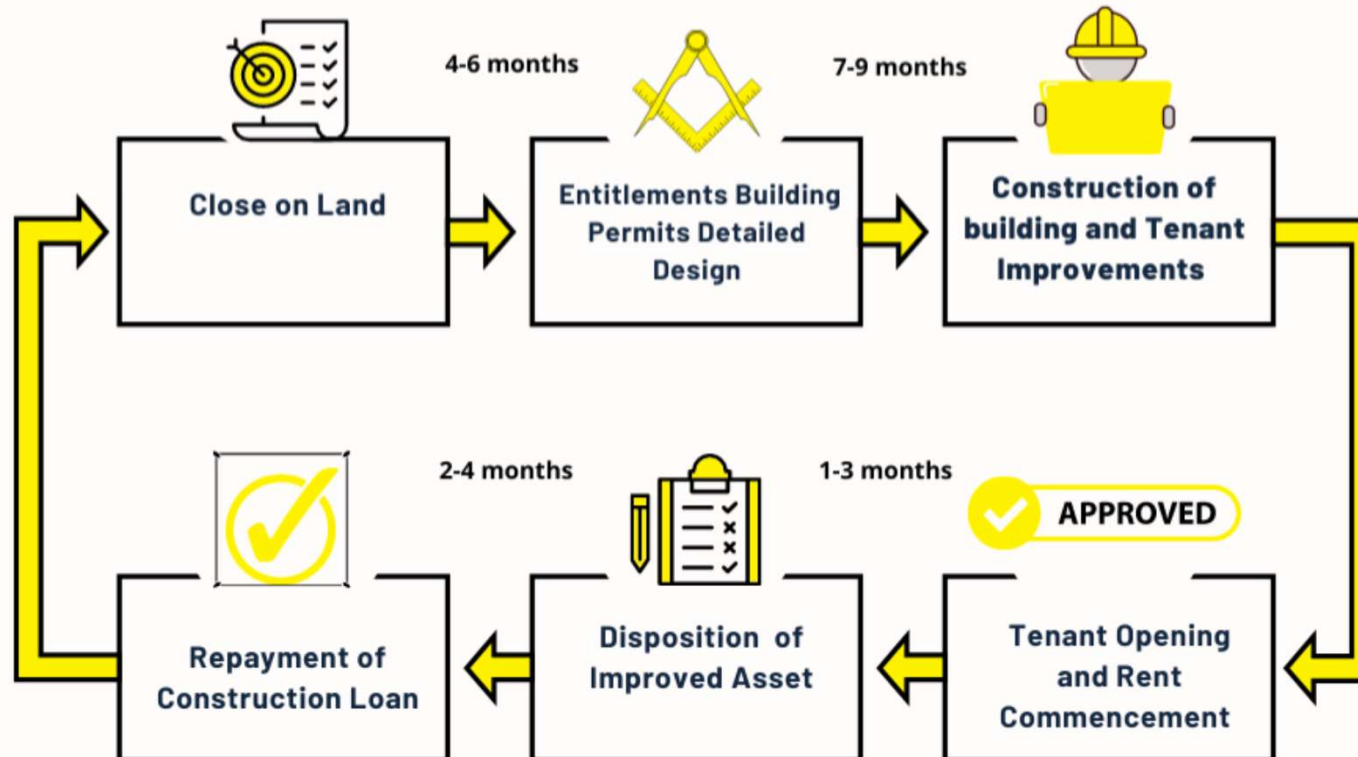 4-6 months
7-9 months
Close on Land
Entitlements Building
Permits Detailed
Design
Construction of
building and Tenant
Improvements
2-4 months
1-3 months
APPROVED
Repayment of
Construction Loan
Disposition of
Improved Asset
Tenant Opening
and Rent
Commencement